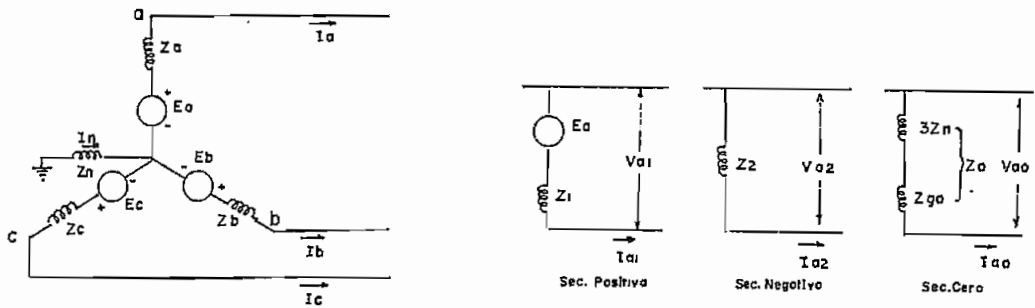 a
Ia
Za
+
Ea
-
In
Zn
- Eb
-
+
Ec
+
Zc
Zb
b
C
Ib
Ic
Ea
Z1
Va1
Ia1
Sec. Positiva
Z2
Va2
Ia2
Sec. Negativa
3Zn
Zo
Zgo
Vao
Iao
Sec. Cero